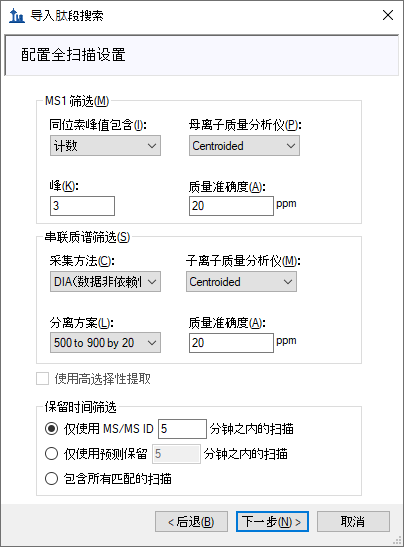 导入肽段搜索
配置全扫描设置
MS1 筛选(M)
同位素峰值包含(I): 母离子质量分析仪(P):
计数 Centroided
峰(K): 质量准确度(A):
3 20 ppm
串联质谱筛选(S)
采集方法(C): 子离子质量分析仪(M):
DIA(数据非依赖性 Centroided
分离方案(L): 质量准确度(A):
500 to 900 by 20 20 ppm
使用高选择性提取
保留时间筛选
仅使用 MS/MS ID 5 分钟之内的扫描
仅使用预测保留 5 分钟之内的扫描
包含所有匹配的扫描
< 后退(B) 下一步(N) > 取消